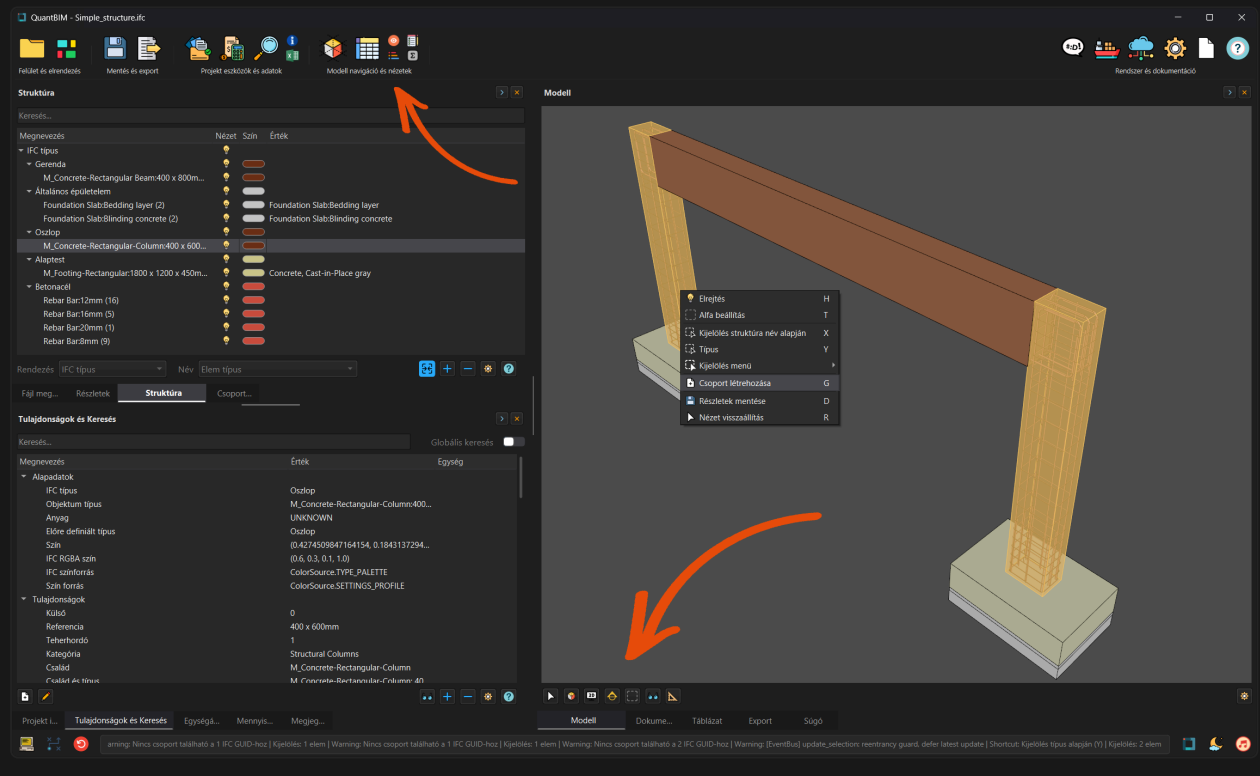 QuantBIM - Simple_structure.ifc
#:D!
?
Felület és elrendezés
Mentés és export
Projekt eszközök és adatok
Modell navigáció és nézetek
Rendszer és dokumentáció
Struktúra
Keresés...
Megnevezés Nézet Szín Érték
IFC típus
Gerenda
M_Concrete-Rectangular Beam:400 x 800m...
Általános épületelem
Foundation Slab:Bedding layer (2) Foundation Slab:Bedding layer
Foundation Slab:Blinding concrete (2) Foundation Slab:Blinding concrete
Oszlop
M_Concrete-Rectangular-Column:400 x 600...
Alaptest
M_Footing-Rectangular:1800 x 1200 x 450m... Concrete, Cast-in-Place gray
Betonacél
Rebar Bar:12mm (16)
Rebar Bar:16mm (5)
Rebar Bar:20mm (1)
Rebar Bar:8mm (9)
Rendezés IFC típus Név Elem típus
Fájl meg... Részletek Struktúra Csoport...
Tulajdonságok és Keresés
Keresés... Globális keresés
Megnevezés Érték Egység
Alapadatok
IFC típus Oszlop
Objektum típus M_Concrete-Rectangular-Column:400...
Anyag UNKNOWN
Előre definiált típus Oszlop
Szín (0.4274509847164154, 0.1843137294...
IFC RGBA szín (0.6, 0.3, 0.1, 1.0)
IFC színforrás ColorSource.TYPE_PALETTE
Szín forrás ColorSource.SETTINGS_PROFILE
Tulajdonságok
Külső 0
Referencia 400 x 600mm
Teherhordó 1
Kategória Structural Columns
Család M_Concrete-Rectangular-Column
Család és típus M_Concrete-Rectangular-Column: 40
Projekt i... Tulajdonságok és Keresés Egységá... Mennyis... Megjeg...
Modell
Elrejtés H
Alfa beállítás T
Kijelölés struktúra név alapján X
Típus Y
Kijelölés menü
Csoport létrehozása G
Részletek mentése D
Nézet visszaállítás R
Modell Dokume... Táblázat Export Súgó
arning: Nincs csoport található a 1 IFC GUID-hoz | Kijelölés: 1 elem | Warning: Nincs csoport található a 1 IFC GUID-hoz | Kijelölés: 1 elem | Warning: Nincs csoport található a 2 IFC GUID-hoz | Warning: [EventBus] update_selection: reentrancy guard, defer latest update | Shortcut: Kijelölés típus alapján (Y) | Kijelölés: 2 elem